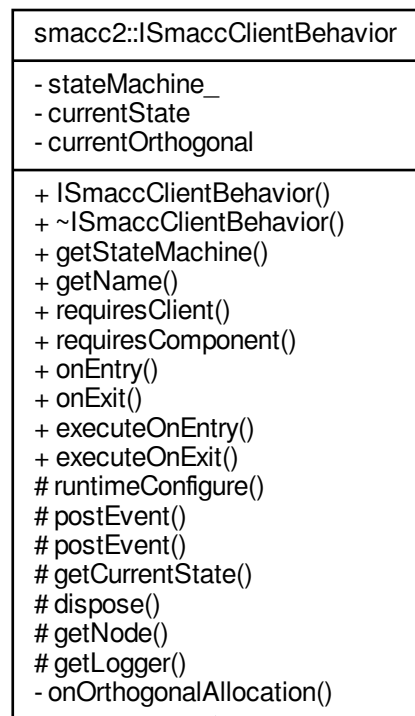 smacc2::ISmaccClientBehavior
- stateMachine_
- currentState
- currentOrthogonal
+ ISmaccClientBehavior()
+ ~ISmaccClientBehavior()
+ getStateMachine()
+ getName()
+ requiresClient()
+ requiresComponent()
+ onEntry()
+ onExit()
+ executeOnEntry()
+ executeOnExit()
# runtimeConfigure()
# postEvent()
# postEvent()
# getCurrentState()
# dispose()
# getNode()
# getLogger()
- onOrthogonalAllocation()